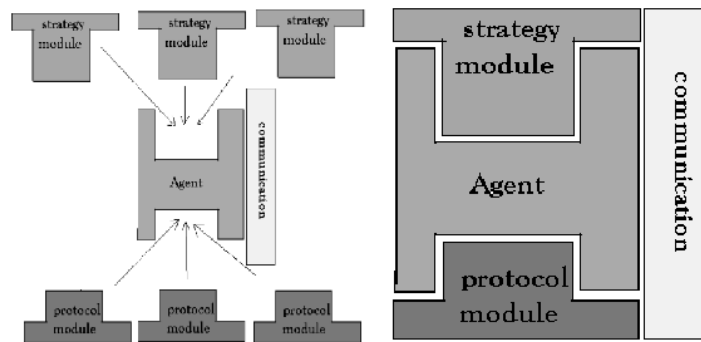 strategy
module
strategy
module
strategy
module
Agent
communication
protocol
module
protocol
module
protocol
module
strategy
module
Agent
protocol
module
communication